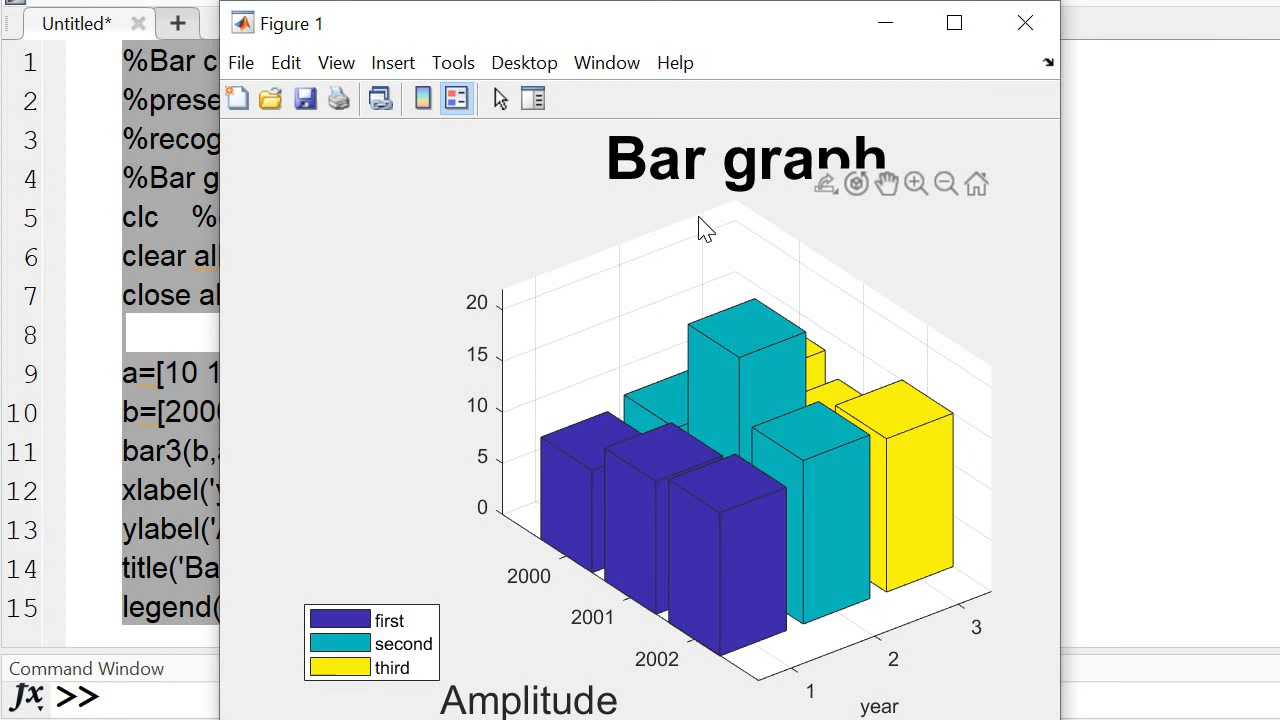 Untitled*
Figure 1
File Edit View Insert Tools Desktop Window Help
1 %Bar c
2 %prese
3 %recog
4 %Bar g
5 clc %
6 clear al
7 close al
8
9 a=[10 1
10 b=[2000
11 bar3(b,
12 xlabel('
13 ylabel('
14 title('Ba
15 legend(
Bar graph
20
15
10
5
0
2000
2001
2002
1
2
3
first
second
third
Amplitude
year
Command Window
fx >>